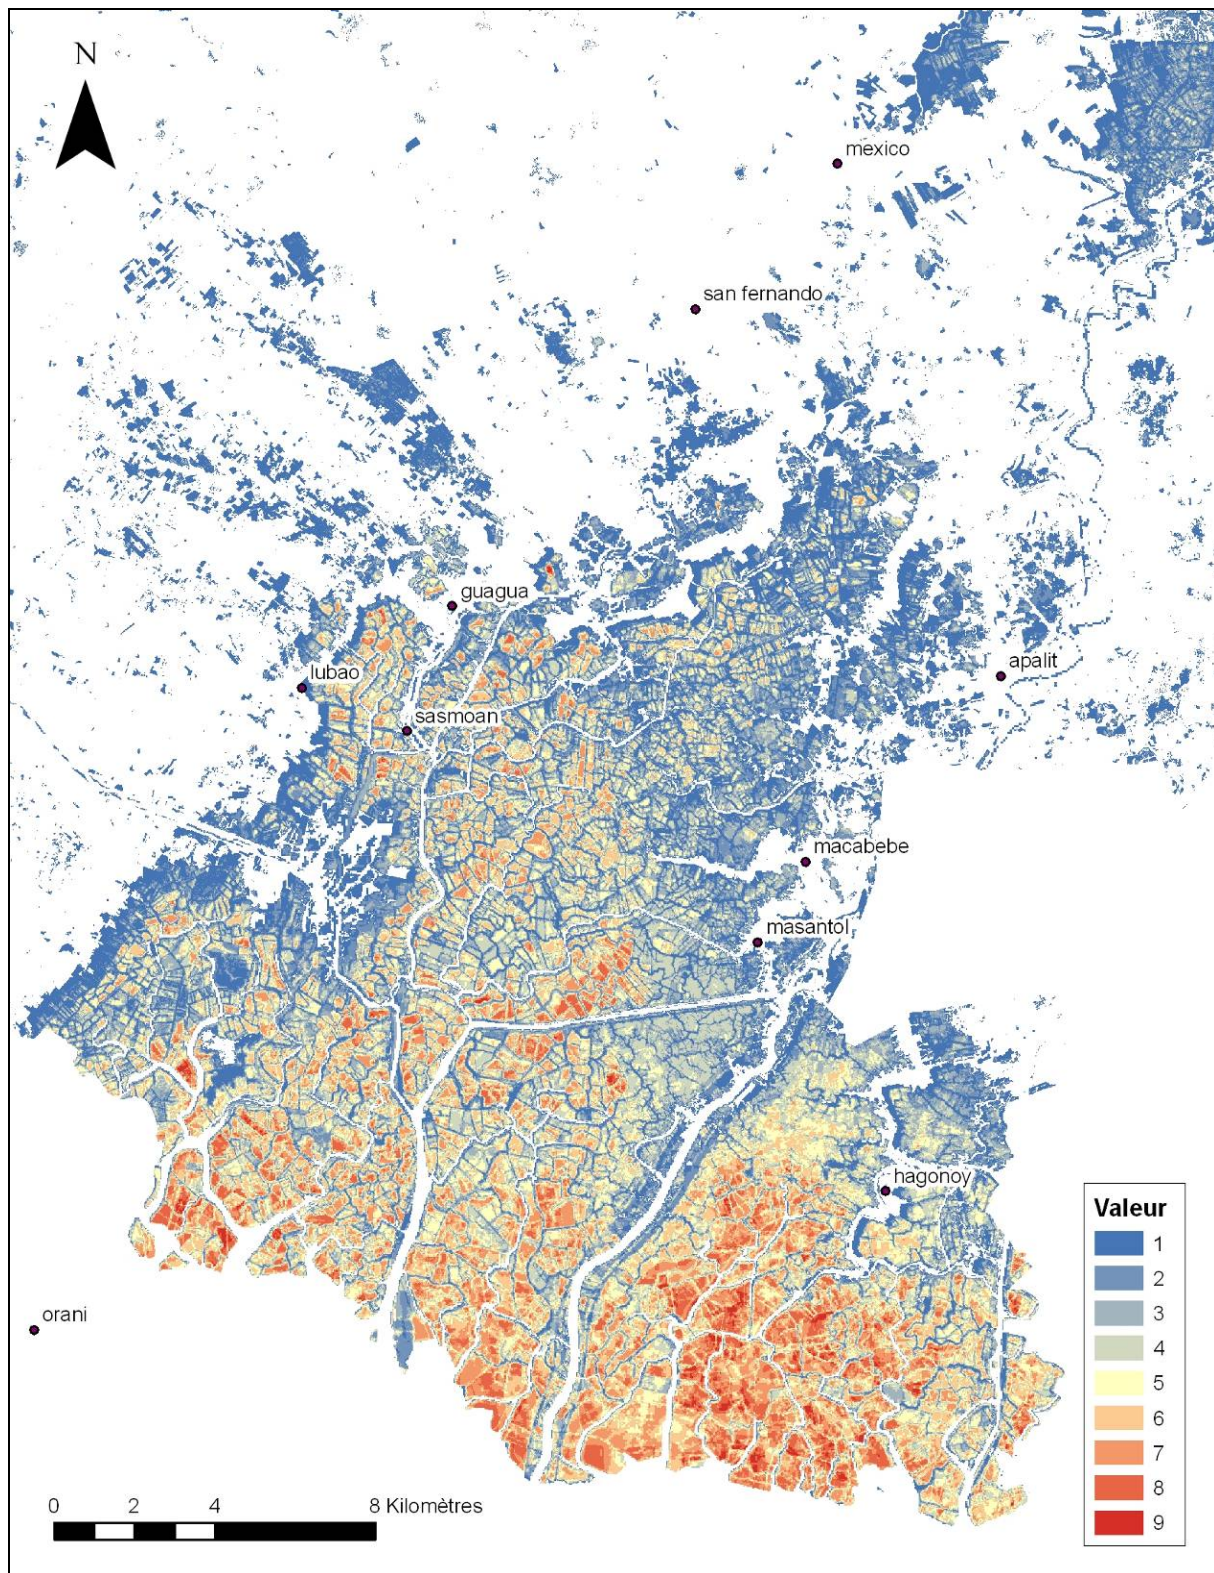 N
mexico
san fernando
guagua
lubao
apalit
sasmoan
macabebe
masantol
hagonoy
orani
Valeur
1
2
3
4
5
6
7
8
9
0 2 4 8 Kilomètres